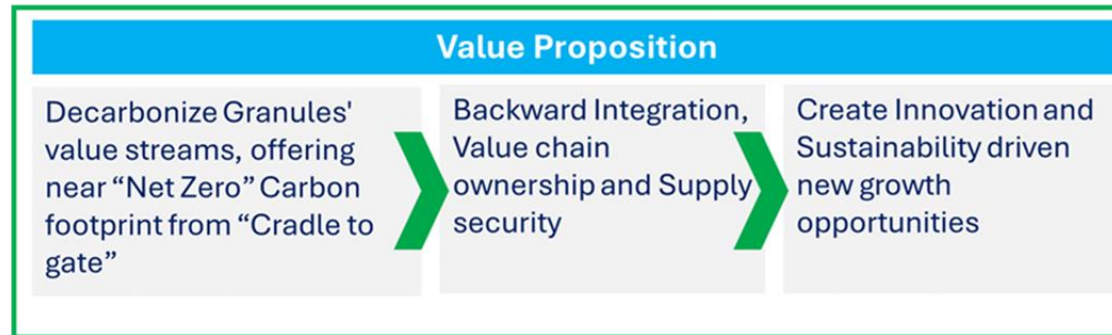 Value Proposition
Decarbonize Granules'
value streams, offering
near “Net Zero” Carbon
footprint from “Cradle to
gate”
Backward Integration,
Value chain
ownership and Supply
security
Create Innovation and
Sustainability driven
new growth
opportunities